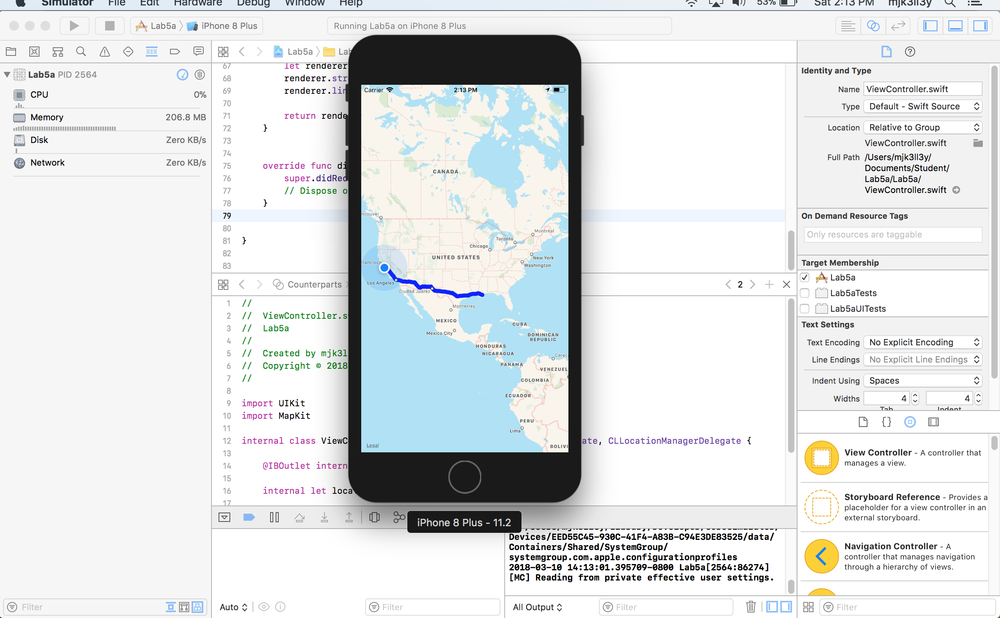 Simulator File Edit Hardware Debug Window Help 53% Sat 2:13 PM mjk3ll3y
Lab5a iPhone 8 Plus
Running Lab5a on iPhone 8 Plus
Lab5a PID 2564
CPU 0%
Memory 206.8 MB
Disk Zero KB/s
Network Zero KB/s
Filter
Lab5a Lab
67 let renderer
68 renderer.str
69 renderer.lin
70
71 return rende
72 }
73
74
75 override func di
76 super.didRec
77 // Dispose o
78 }
79
80
81 }
82
83
Counterparts
2
1 //
2 // ViewController.s
3 // Lab5a
4 //
5 // Created by mjk3l
6 // Copyright © 2018
7 //
8
9 import UIKit
10 import MapKit
11
12 internal class ViewC ate, CLLocationManagerDelegate {
13
14 @IBOutlet intern
15
16 internal let loca
17
Carrier 2:13 PM
CANADA
ncouver
Montréal
Toronto
Chicago
UNITED STATES
New York
Washington
Francisco
Los Angeles
Ciudad Juárez
Monterrey
MEXICO
Mexico City
CUBA
DOMINICAN
REPUBLIC
HONDURAS
NICARAGUA
Carac
PANAMA
VENEZUEL
COLOMBIA
ECUADOR
PERU
Lima
Legal
BOLIVI
iPhone 8 Plus - 11.2
Devices/EED55C45-930C-41F4-A83B-C94E3DE83525/data/
Containers/Shared/SystemGroup/
systemgroup.com.apple.configurationprofiles
2018-03-10 14:13:01.395709-0800 Lab5a[2564:86274]
[MC] Reading from private effective user settings.
Auto
Filter
All Output
Filter
Identity and Type
Name ViewController.swift
Type Default - Swift Source
Location Relative to Group
ViewController.swift
Full Path /Users/mjk3ll3y/
Documents/Student/
Lab5a/Lab5a/
ViewController.swift
On Demand Resource Tags
Only resources are taggable
Target Membership
Lab5a
Lab5aTests
Lab5aUITests
Text Settings
Text Encoding No Explicit Encoding
Line Endings No Explicit Line Endings
Indent Using Spaces
Widths 4 4
Tab Indent
{}
View Controller - A controller that
manages a view.
Storyboard Reference - Provides a
placeholder for a view controller in an
external storyboard.
Navigation Controller - A
controller that manages navigation
through a hierarchy of views.
Filter